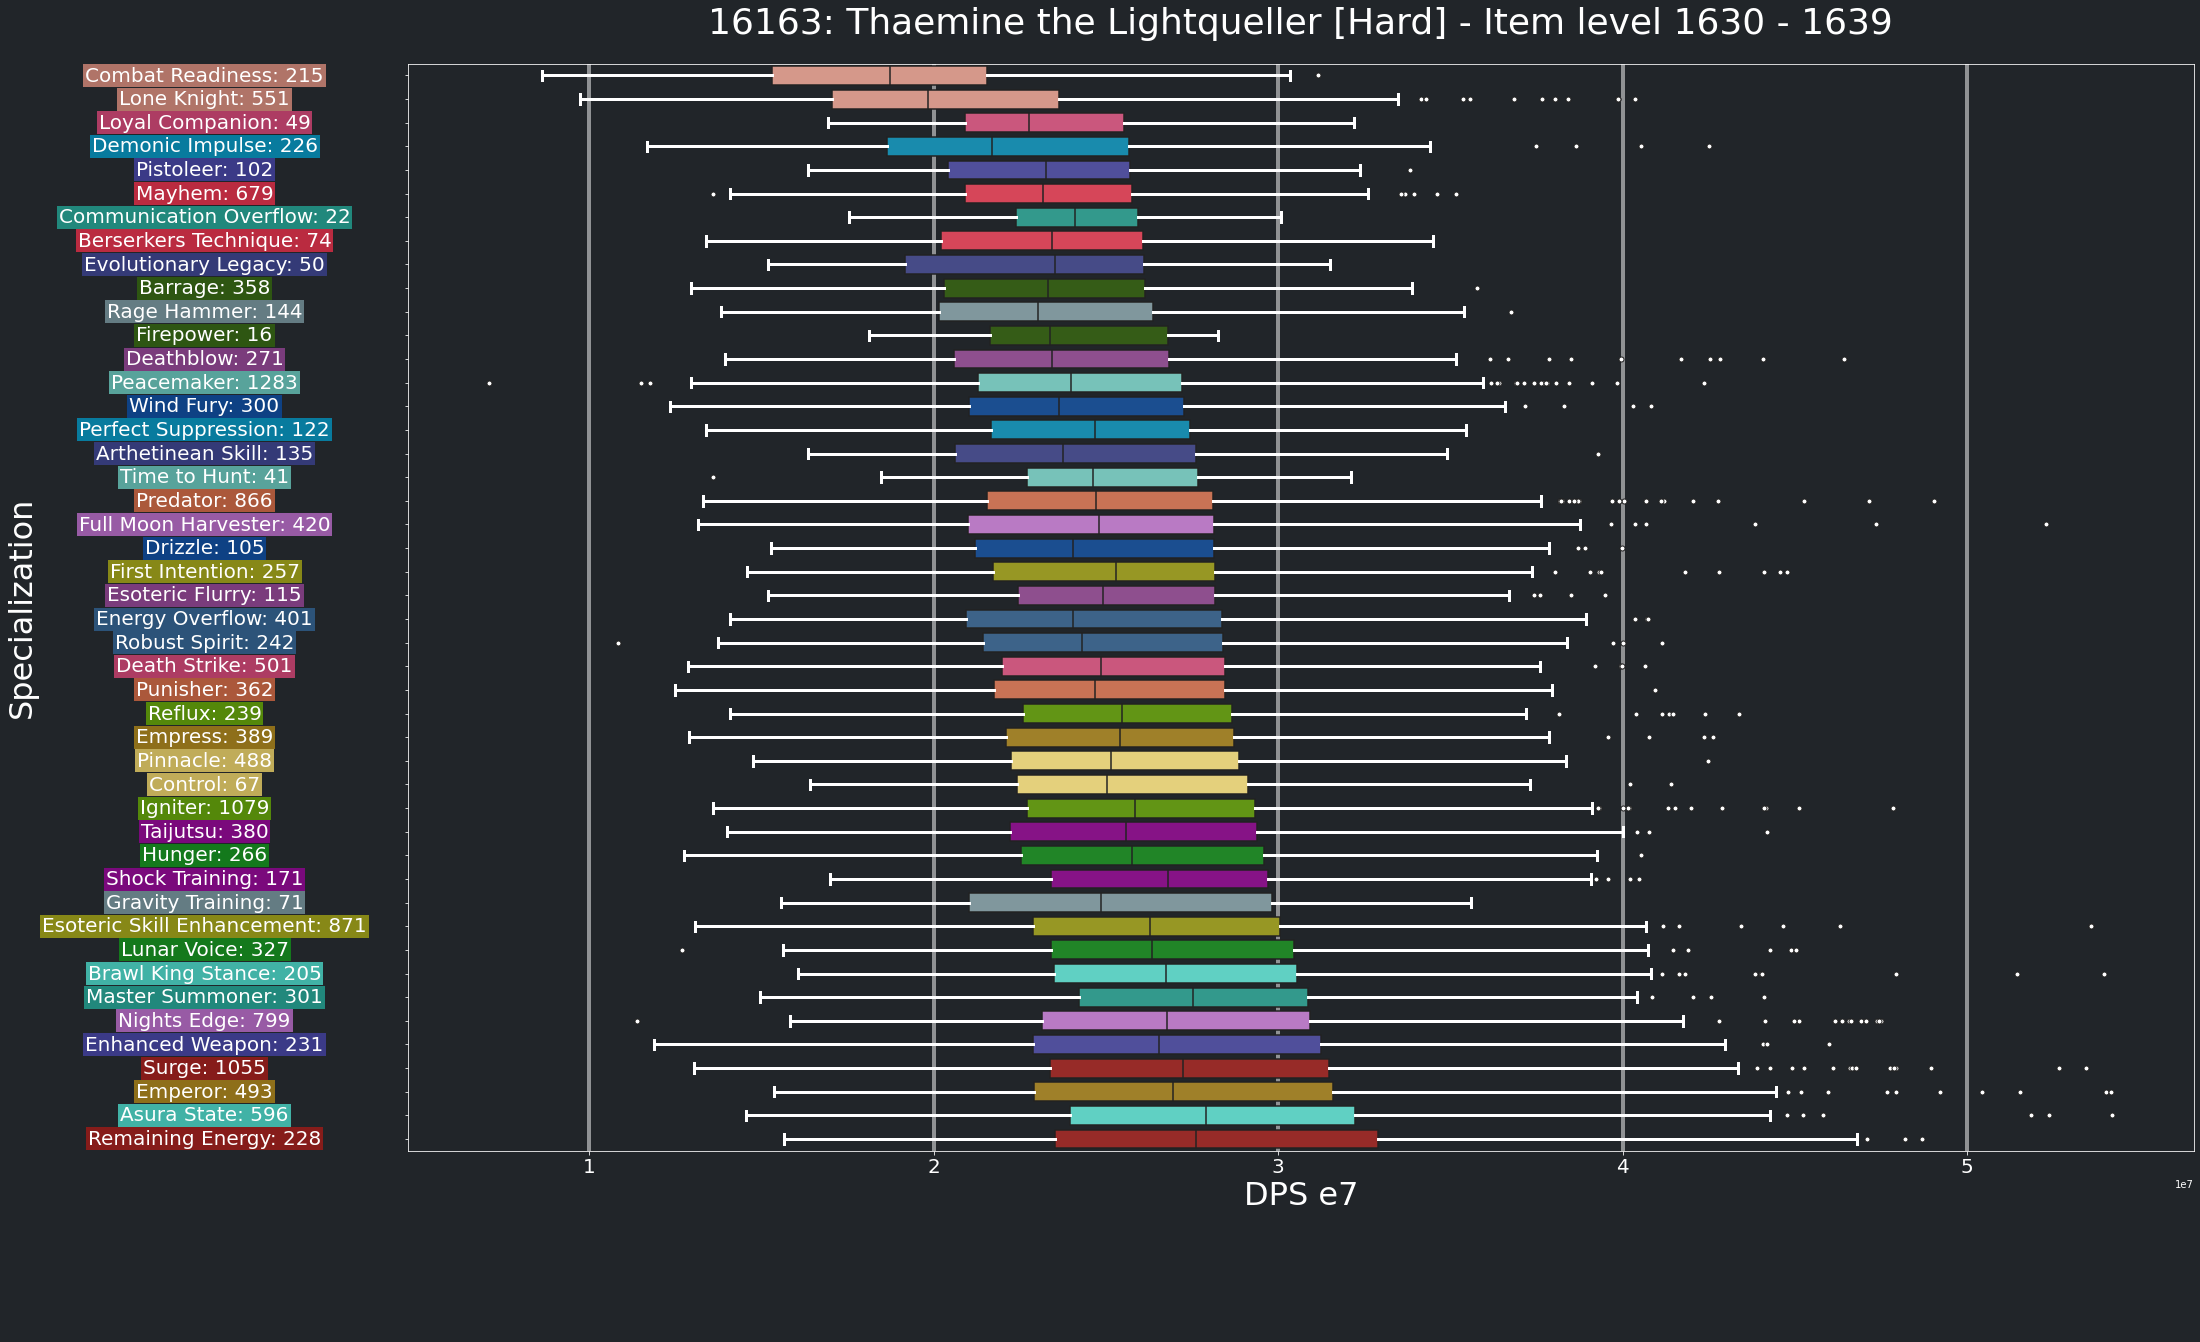 16163: Thaemine the Lightqueller [Hard] - Item level 1630 - 1639
Combat Readiness: 215
Lone Knight: 551
Loyal Companion: 49
Demonic Impulse: 226
Pistoleer: 102
Mayhem: 679
Communication Overflow: 22
Berserkers Technique: 74
Evolutionary Legacy: 50
Barrage: 358
Rage Hammer: 144
Firepower: 16
Deathblow: 271
Peacemaker: 1283
Wind Fury: 300
Perfect Suppression: 122
Arthetinean Skill: 135
Time to Hunt: 41
Predator: 866
Full Moon Harvester: 420
Drizzle: 105
First Intention: 257
Esoteric Flurry: 115
Energy Overflow: 401
Robust Spirit: 242
Death Strike: 501
Punisher: 362
Reflux: 239
Empress: 389
Pinnacle: 488
Control: 67
Igniter: 1079
Taijutsu: 380
Hunger: 266
Shock Training: 171
Gravity Training: 71
Esoteric Skill Enhancement: 871
Lunar Voice: 327
Brawl King Stance: 205
Master Summoner: 301
Nights Edge: 799
Enhanced Weapon: 231
Surge: 1055
Emperor: 493
Asura State: 596
Remaining Energy: 228
Specialization
1 2 3 4 5
DPS e7
1e7